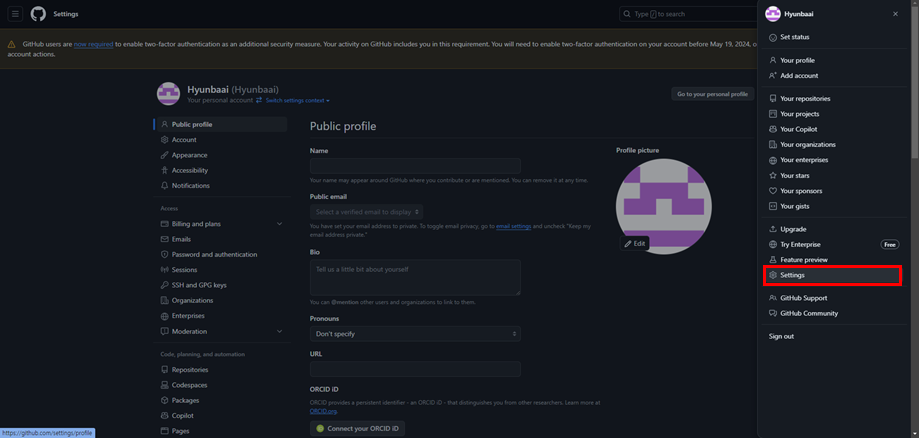 Settings
Type / to search
GitHub users are now required to enable two-factor authentication as an additional security measure. Your activity on GitHub includes you in this requirement. You will need to enable two-factor authentication on your account before May 19, 2024, o
account actions.
Hyunbaai (Hyunbaai)
Your personal account Switch settings context
Go to your personal profile
Public profile
Account
Appearance
Accessibility
Notifications
Access
Billing and plans
Emails
Password and authentication
Sessions
SSH and GPG keys
Organizations
Enterprises
Moderation
Code, planning, and automation
Repositories
Codespaces
Packages
Copilot
Pages
Public profile
Name
Your name may appear around GitHub where you contribute or are mentioned. You can remove it at any time.
Public email
Select a verified email to display
You have set your email address to private. To toggle email privacy, go to email settings and uncheck "Keep my
email address private."
Bio
Tell us a little bit about yourself
You can @mention other users and organizations to link to them.
Pronouns
Don't specify
URL
ORCID iD
ORCID provides a persistent identifier - an ORCID iD - that distinguishes you from other researchers. Learn more at
ORCID.org.
Connect your ORCID iD
Profile picture
Edit
Hyunbaai
Set status
Your profile
Add account
Your repositories
Your projects
Your Copilot
Your organizations
Your enterprises
Your stars
Your sponsors
Your gists
Upgrade
Try Enterprise Free
Feature preview
Settings
GitHub Support
GitHub Community
Sign out
https://github.com/settings/profile